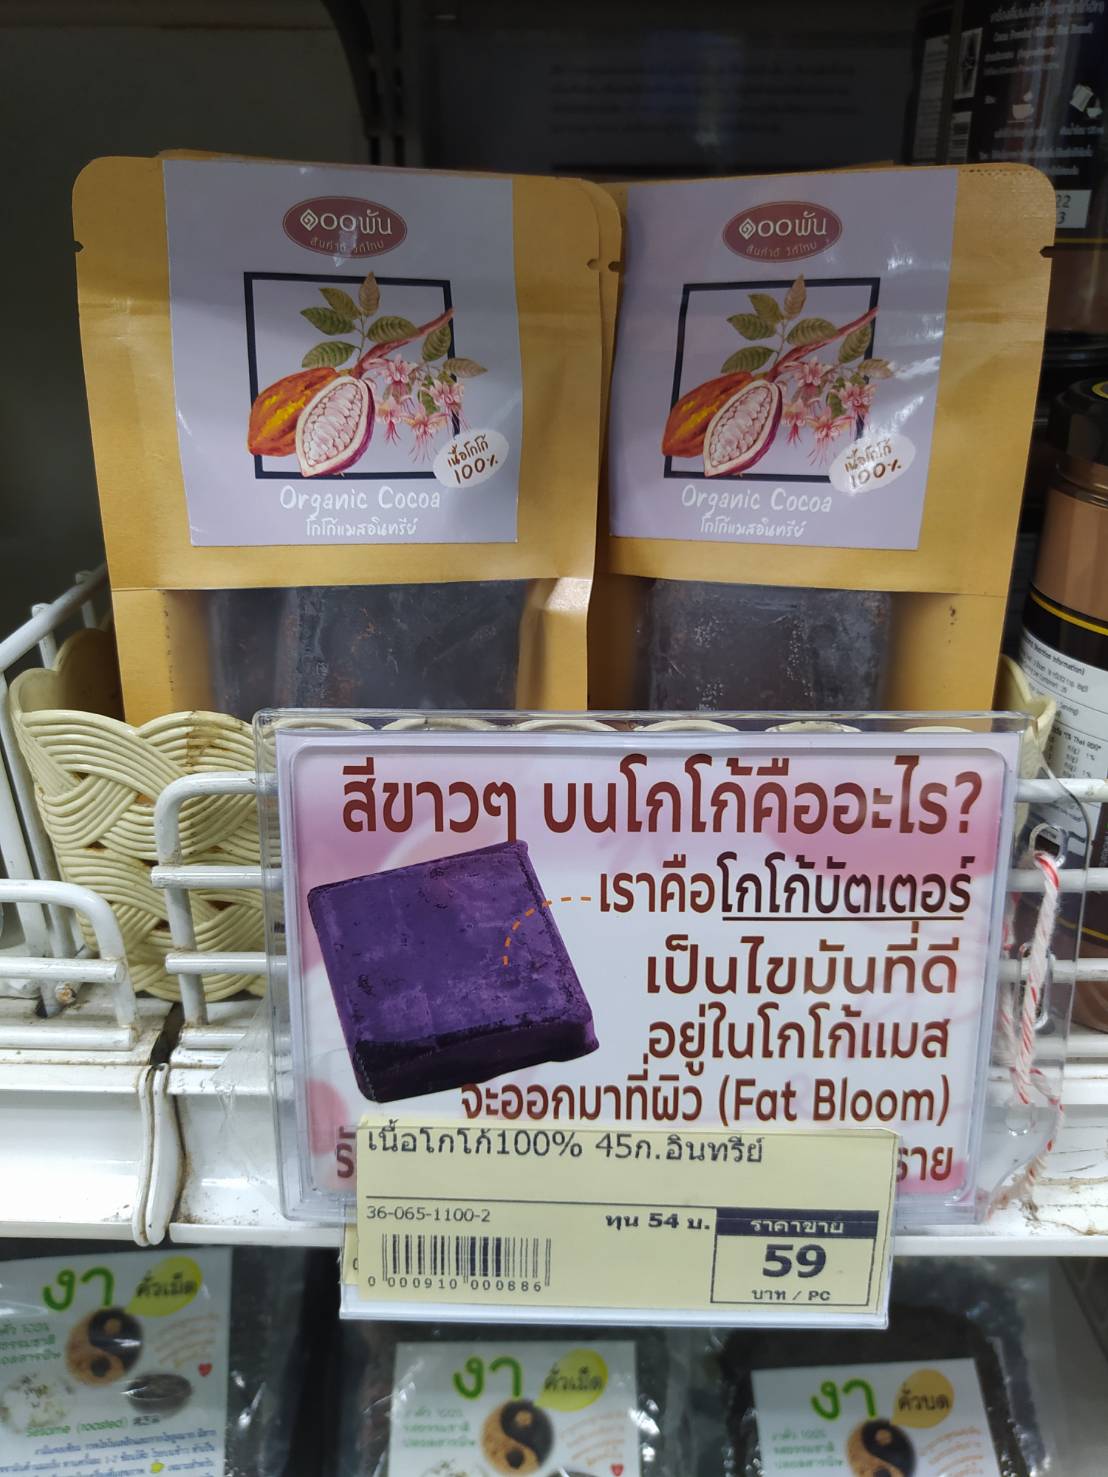 ๑๐๐พัน
สินค้าดี วิถีไทย
เนื้อโกโก้
100%
Organic Cocoa
โกโก้แมสอินทรีย์
๑๐๐พัน
สินค้าดี วิถีไทย
เนื้อโกโก้
100%
Organic Cocoa
โกโก้แมสอินทรีย์
สีขาวๆ บนโกโก้คืออะไร?
เราคือโกโก้บัตเตอร์
เป็นไขมันที่ดี
อยู่ในโกโก้แมส
จะออกมาที่ผิว (Fat Bloom)
เนื้อโกโก้100% 45ก.อินทรีย์
36-065-1100-2
ทุน 54 บ.
ราคาขาย
59
บาท / PC
0 000910 000886
งา
คั่วเม็ด
Sesame (roasted)
งา
คั่วเม็ด
งา
คั่วบด